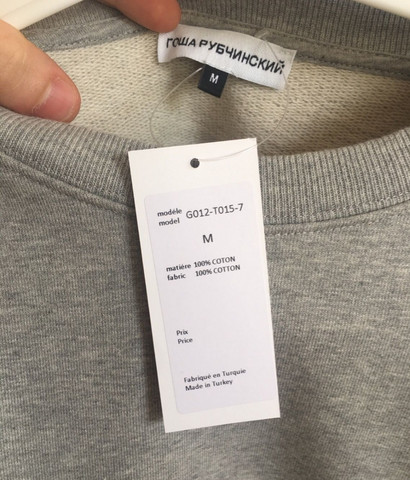 ГОША РУБЧИНСКИЙ
M
modèle
model G012-T015-7
M
matière 100% COTON
fabric 100% COTTON
Prix
Price
Fabriqué en Turquie
Made in Turkey